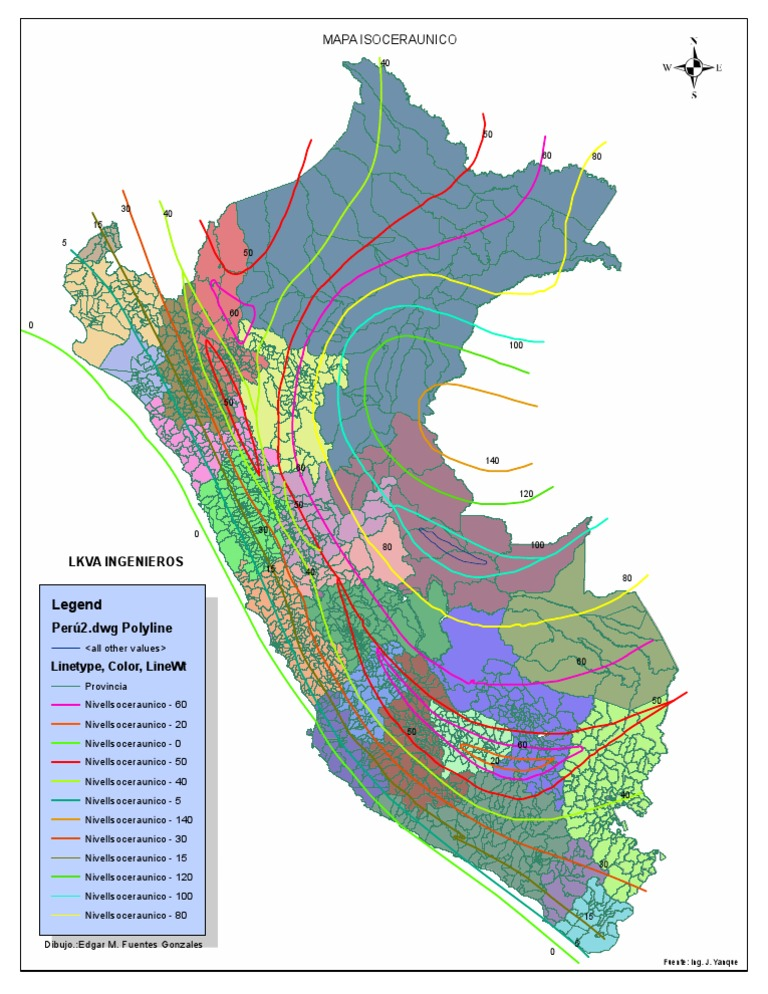 MAPA ISOCERAUNICO
N
W E
S
40
50
60
80
15
30
40
5
50
60
0
100
50
140
120
60
50
0
30
80
100
15
40
80
60
50
50
60
20
40
30
15
5
0
LKVA INGENIEROS
Legend
Perú2.dwg Polyline
<all other values>
Linetype, Color, LineWt
Provincia
NivelIsoceraunico - 60
NivelIsoceraunico - 20
NivelIsoceraunico - 0
NivelIsoceraunico - 50
NivelIsoceraunico - 40
NivelIsoceraunico - 5
NivelIsoceraunico - 140
NivelIsoceraunico - 30
NivelIsoceraunico - 15
NivelIsoceraunico - 120
NivelIsoceraunico - 100
NivelIsoceraunico - 80
Dibujo.:Edgar M. Fuentes Gonzales
Fuente: Ing. J. Yanque